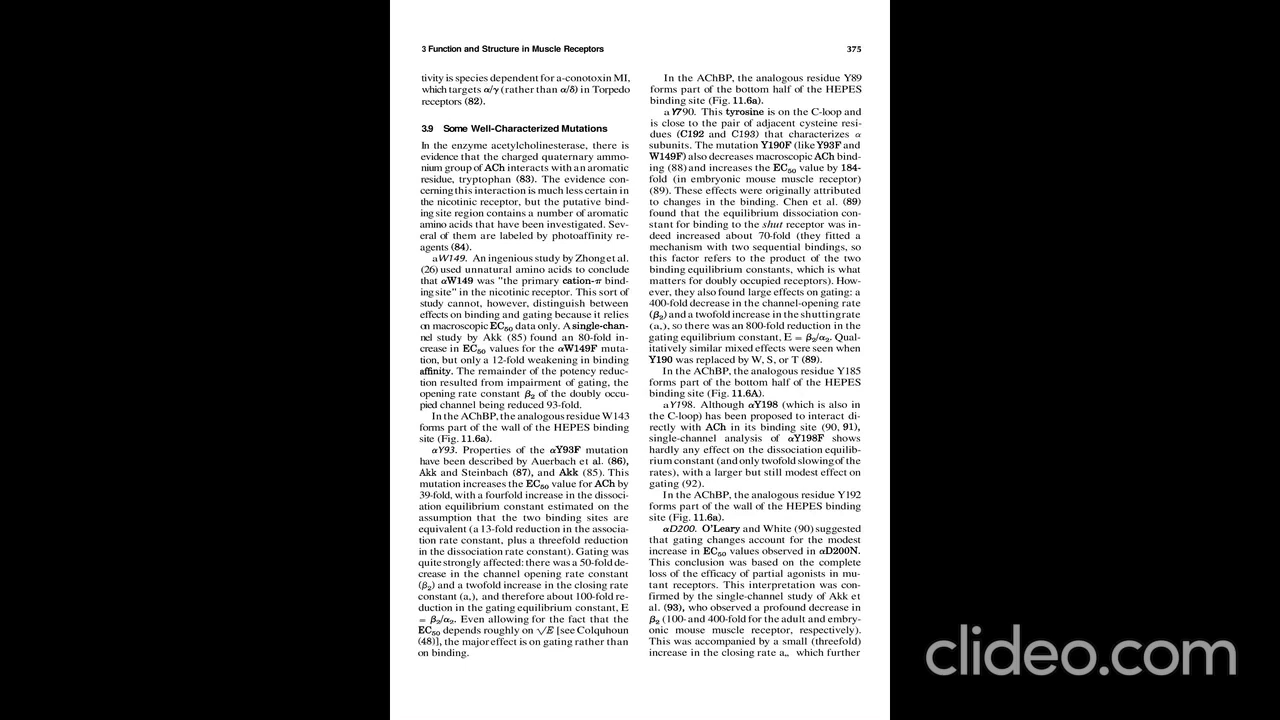 3 Function and Structure in Muscle Receptors
375
tivity is species dependent for a-conotoxin MI,
which targets α/γ (rather than α/δ) in Torpedo
receptors (82).
3.9 Some Well-Characterized Mutations
In the enzyme acetylcholinesterase, there is
evidence that the charged quaternary ammo-
nium group of ACh interacts with an aromatic
residue, tryptophan (83). The evidence con-
cerning this interaction is much less certain in
the nicotinic receptor, but the putative bind-
ing site region contains a number of aromatic
amino acids that have been investigated. Sev-
eral of them are labeled by photoaffinity re-
agents (84).
aW149. An ingenious study by Zhong et al.
(26) used unnatural amino acids to conclude
that αW149 was "the primary cation-π bind-
ing site" in the nicotinic receptor. This sort of
study cannot, however, distinguish between
effects on binding and gating because it relies
on macroscopic EC50 data only. A single-chan-
nel study by Akk (85) found an 80-fold in-
crease in EC50 values for the αW149F muta-
tion, but only a 12-fold weakening in binding
affinity. The remainder of the potency reduc-
tion resulted from impairment of gating, the
opening rate constant β2 of the doubly occu-
pied channel being reduced 93-fold.
In the AChBP, the analogous residue W143
forms part of the wall of the HEPES binding
site (Fig. 11.6a).
αY93. Properties of the αY93F mutation
have been described by Auerbach et al. (86),
Akk and Steinbach (87), and Akk (85). This
mutation increases the EC50 value for ACh by
39-fold, with a fourfold increase in the dissoci-
ation equilibrium constant estimated on the
assumption that the two binding sites are
equivalent (a 13-fold reduction in the associa-
tion rate constant, plus a threefold reduction
in the dissociation rate constant). Gating was
quite strongly affected: there was a 50-fold de-
crease in the channel opening rate constant
(β2) and a twofold increase in the closing rate
constant (a,), and therefore about 100-fold re-
duction in the gating equilibrium constant, E
= β2/α2. Even allowing for the fact that the
EC50 depends roughly on √E [see Colquhoun
(48)], the major effect is on gating rather than
on binding.
In the AChBP, the analogous residue Y89
forms part of the bottom half of the HEPES
binding site (Fig. 11.6a).
a Y790. This tyrosine is on the C-loop and
is close to the pair of adjacent cysteine resi-
dues (C192 and C193) that characterizes α
subunits. The mutation Y190F (like Y93F and
W149F) also decreases macroscopic ACh bind-
ing (88) and increases the EC50 value by 184-
fold (in embryonic mouse muscle receptor)
(89). These effects were originally attributed
to changes in the binding. Chen et al. (89)
found that the equilibrium dissociation con-
stant for binding to the shut receptor was in-
deed increased about 70-fold (they fitted a
mechanism with two sequential bindings, so
this factor refers to the product of the two
binding equilibrium constants, which is what
matters for doubly occupied receptors). How-
ever, they also found large effects on gating: a
400-fold decrease in the channel-opening rate
(β2) and a twofold increase in the shutting rate
(a,), so there was an 800-fold reduction in the
gating equilibrium constant, E = β2/α2. Qual-
itatively similar mixed effects were seen when
Y190 was replaced by W, S, or T (89).
In the AChBP, the analogous residue Y185
forms part of the bottom half of the HEPES
binding site (Fig. 11.6A).
a Y198. Although αY198 (which is also in
the C-loop) has been proposed to interact di-
rectly with ACh in its binding site (90, 91),
single-channel analysis of αY198F shows
hardly any effect on the dissociation equilib-
rium constant (and only twofold slowing of the
rates), with a larger but still modest effect on
gating (92).
In the AChBP, the analogous residue Y192
forms part of the wall of the HEPES binding
site (Fig. 11.6a).
αD200. O'Leary and White (90) suggested
that gating changes account for the modest
increase in EC50 values observed in αD200N.
This conclusion was based on the complete
loss of the efficacy of partial agonists in mu-
tant receptors. This interpretation was con-
firmed by the single-channel study of Akk et
al. (93), who observed a profound decrease in
β2 (100- and 400-fold for the adult and embry-
onic mouse muscle receptor, respectively).
This was accompanied by a small (threefold)
increase in the closing rate a,, which further
clideo.com